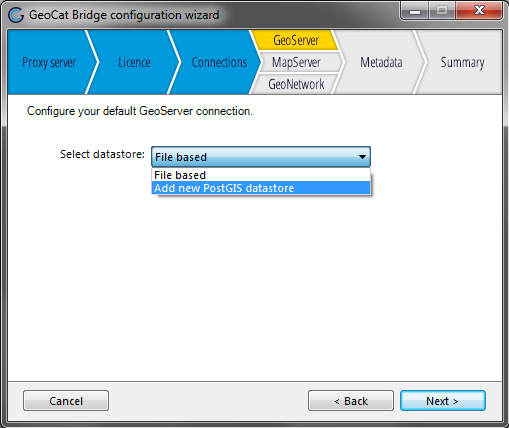 GeoCat Bridge configuration wizard
Proxy server
Licence
Connections
GeoServer
MapServer
GeoNetwork
Metadata
Summary
Configure your default GeoServer connection.
Select datastore: File based
File based
Add new PostGIS datastore
Cancel
< Back
Next >